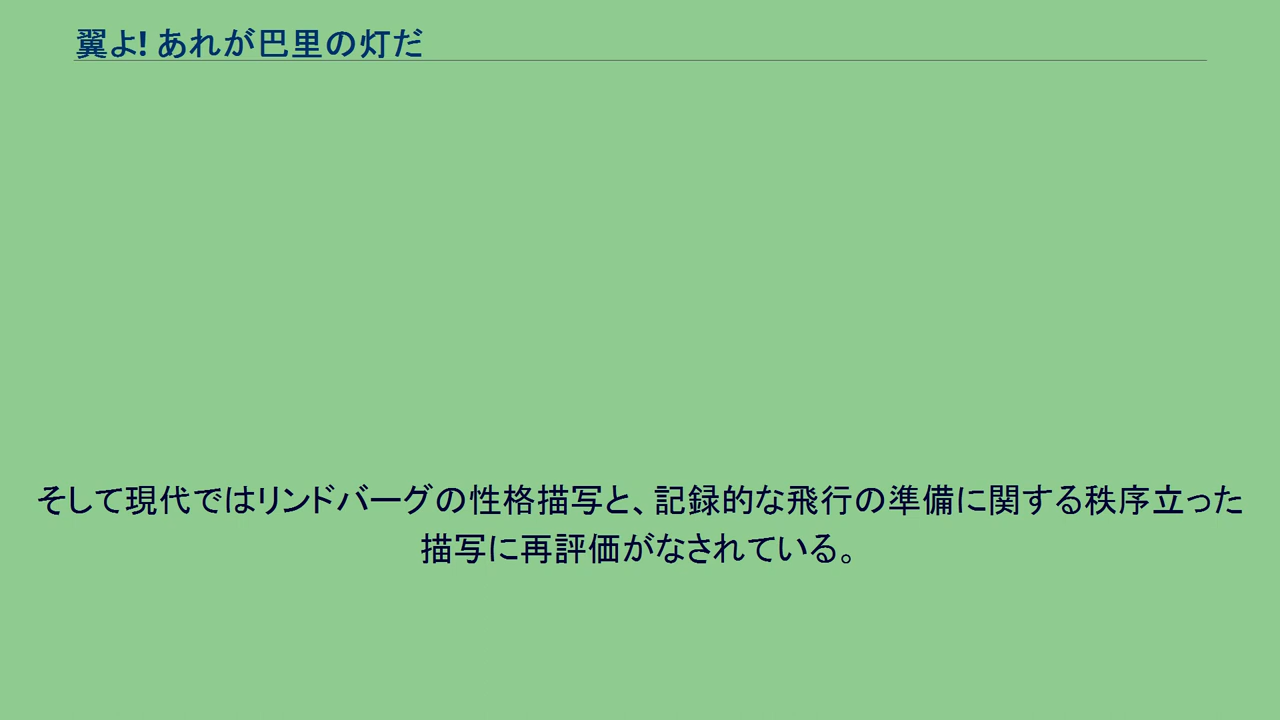 翼よ! あれが巴里の灯だ
そして現代ではリンドバーグの性格描写と、記録的な飛行の準備に関する秩序立った
描写に再評価がなされている。